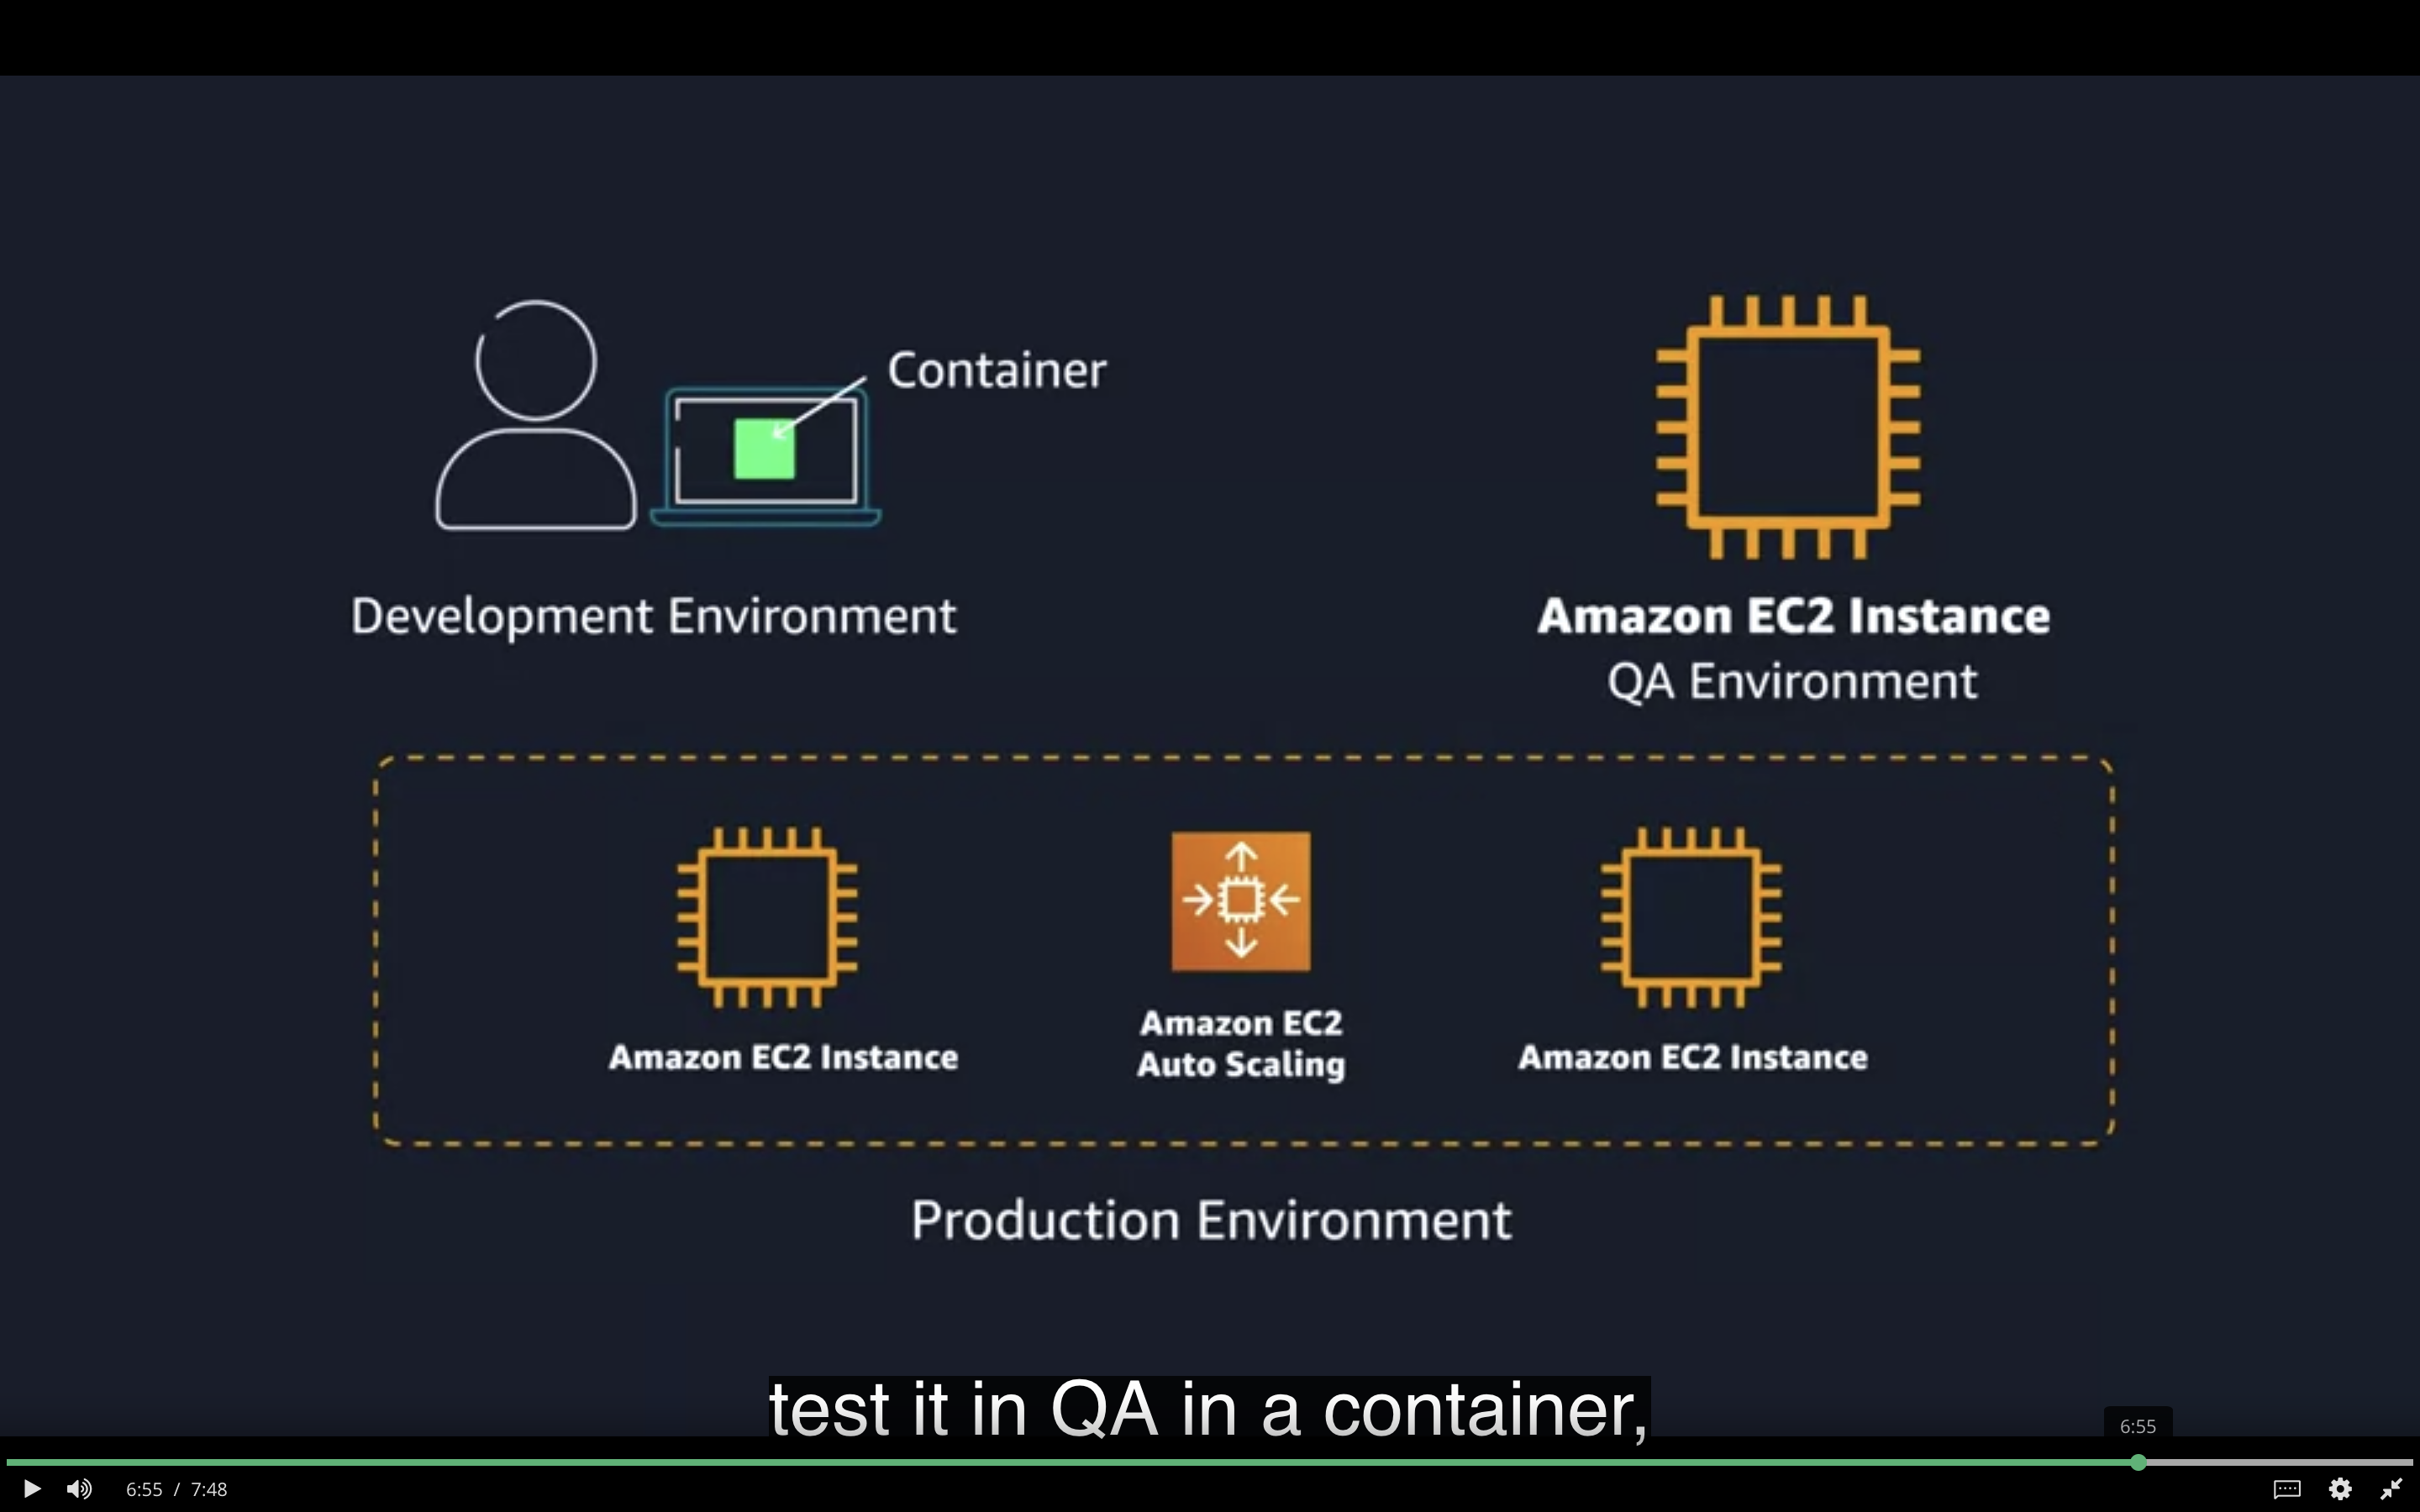 Container
Development Environment
Amazon EC2 Instance
QA Environment
Amazon EC2 Instance
Amazon EC2
Auto Scaling
Amazon EC2 Instance
Production Environment
test it in QA in a container,
6:55
6:55 / 7:48